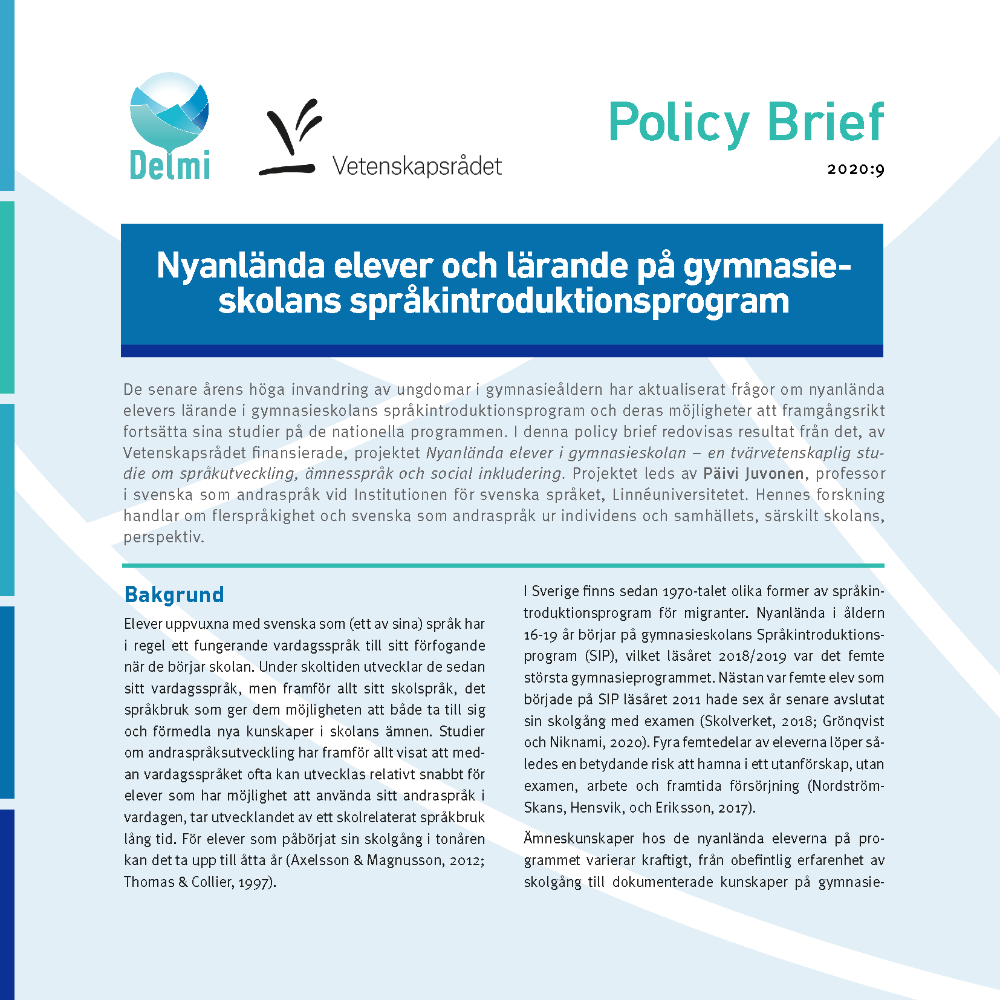 Delmi
Vetenskapsrådet
Policy Brief
2020:9
Nyanlända elever och lärande på gymnasie-
skolans språkintroduktionsprogram
De senare årens höga invandring av ungdomar i gymnasieåldern har aktualiserat frågor om nyanlända
elevers lärande i gymnasieskolans språkintroduktionsprogram och deras möjligheter att framgångsrikt
fortsätta sina studier på de nationella programmen. I denna policy brief redovisas resultat från det, av
Vetenskapsrådet finansierade, projektet Nyanlända elever i gymnasieskolan – en tvärvetenskaplig stu-
die om språkutveckling, ämnesspråk och social inkludering. Projektet leds av Päivi Juvonen, professor
i svenska som andraspråk vid Institutionen för svenska språket, Linnéuniversitetet. Hennes forskning
handlar om flerspråkighet och svenska som andraspråk ur individens och samhällets, särskilt skolans,
perspektiv.
Bakgrund
Elever uppvuxna med svenska som (ett av sina) språk har
i regel ett fungerande vardagsspråk till sitt förfogande
när de börjar skolan. Under skoltiden utvecklar de sedan
sitt vardagsspråk, men framför allt sitt skolspråk, det
språkbruk som ger dem möjligheten att både ta till sig
och förmedla nya kunskaper i skolans ämnen. Studier
om andraspråksutveckling har framför allt visat att med-
an vardagsspråket ofta kan utvecklas relativt snabbt för
elever som har möjlighet att använda sitt andraspråk i
vardagen, tar utvecklandet av ett skolrelaterat språkbruk
lång tid. För elever som påbörjat sin skolgång i tonåren
kan det ta upp till åtta år (Axelsson & Magnusson, 2012;
Thomas & Collier, 1997).
I Sverige finns sedan 1970-talet olika former av språkin-
troduktionsprogram för migranter. Nyanlända i åldern
16-19 år börjar på gymnasieskolans Språkintroduktions-
program (SIP), vilket läsåret 2018/2019 var det femte
största gymnasieprogrammet. Nästan var femte elev som
började på SIP läsåret 2011 hade sex år senare avslutat
sin skolgång med examen (Skolverket, 2018; Grönqvist
och Niknami, 2020). Fyra femtedelar av eleverna löper så-
ledes en betydande risk att hamna i ett utanförskap, utan
examen, arbete och framtida försörjning (Nordström-
Skans, Hensvik, och Eriksson, 2017).
Ämneskunskaper hos de nyanlända eleverna på pro-
grammet varierar kraftigt, från obefintlig erfarenhet av
skolgång till dokumenterade kunskaper på gymnasie-